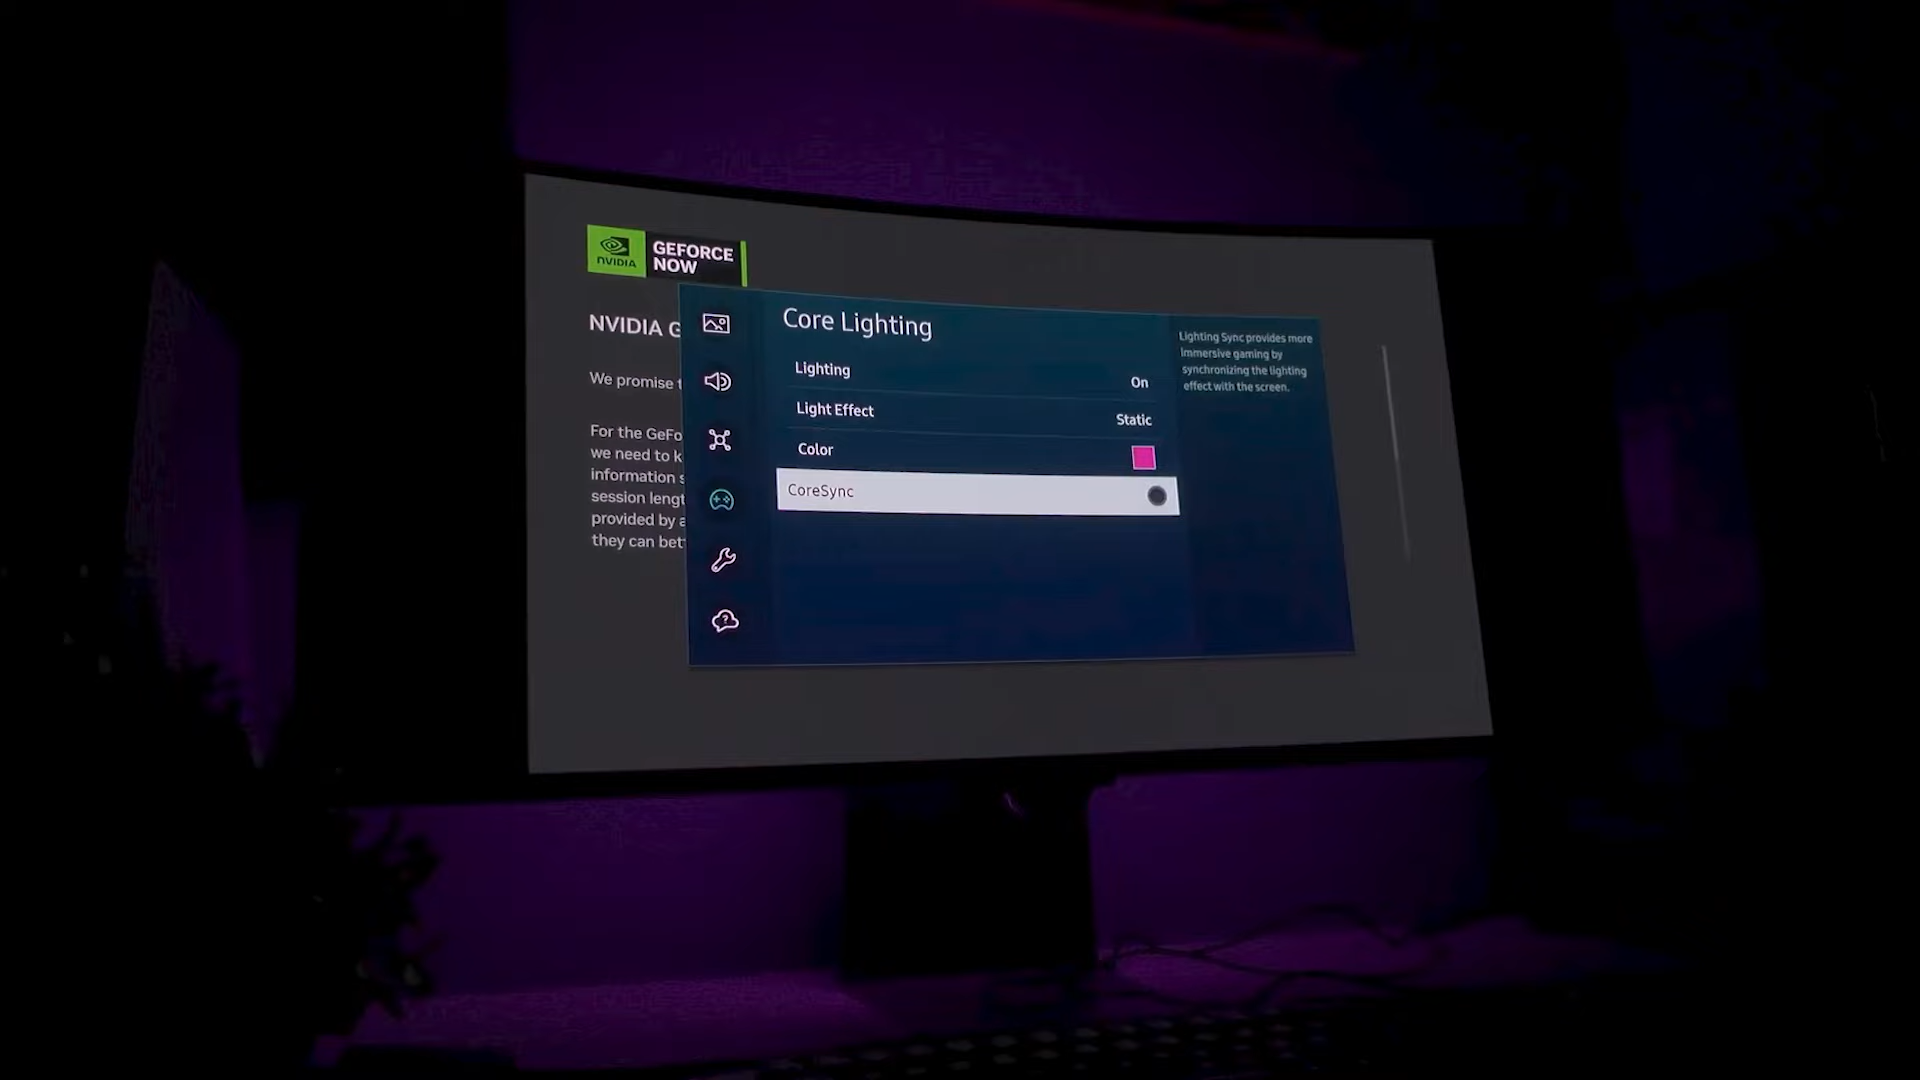 NVIDIA
GEFORCE
NOW
NVIDIA G
We promise t
For the GeFo
we need to k
information s
session lengt
provided by a
they can bet
Core Lighting
Lighting
On
Light Effect
Static
Color
CoreSync
Lighting Sync provides more
immersive gaming by
synchronizing the lighting
effect with the screen.